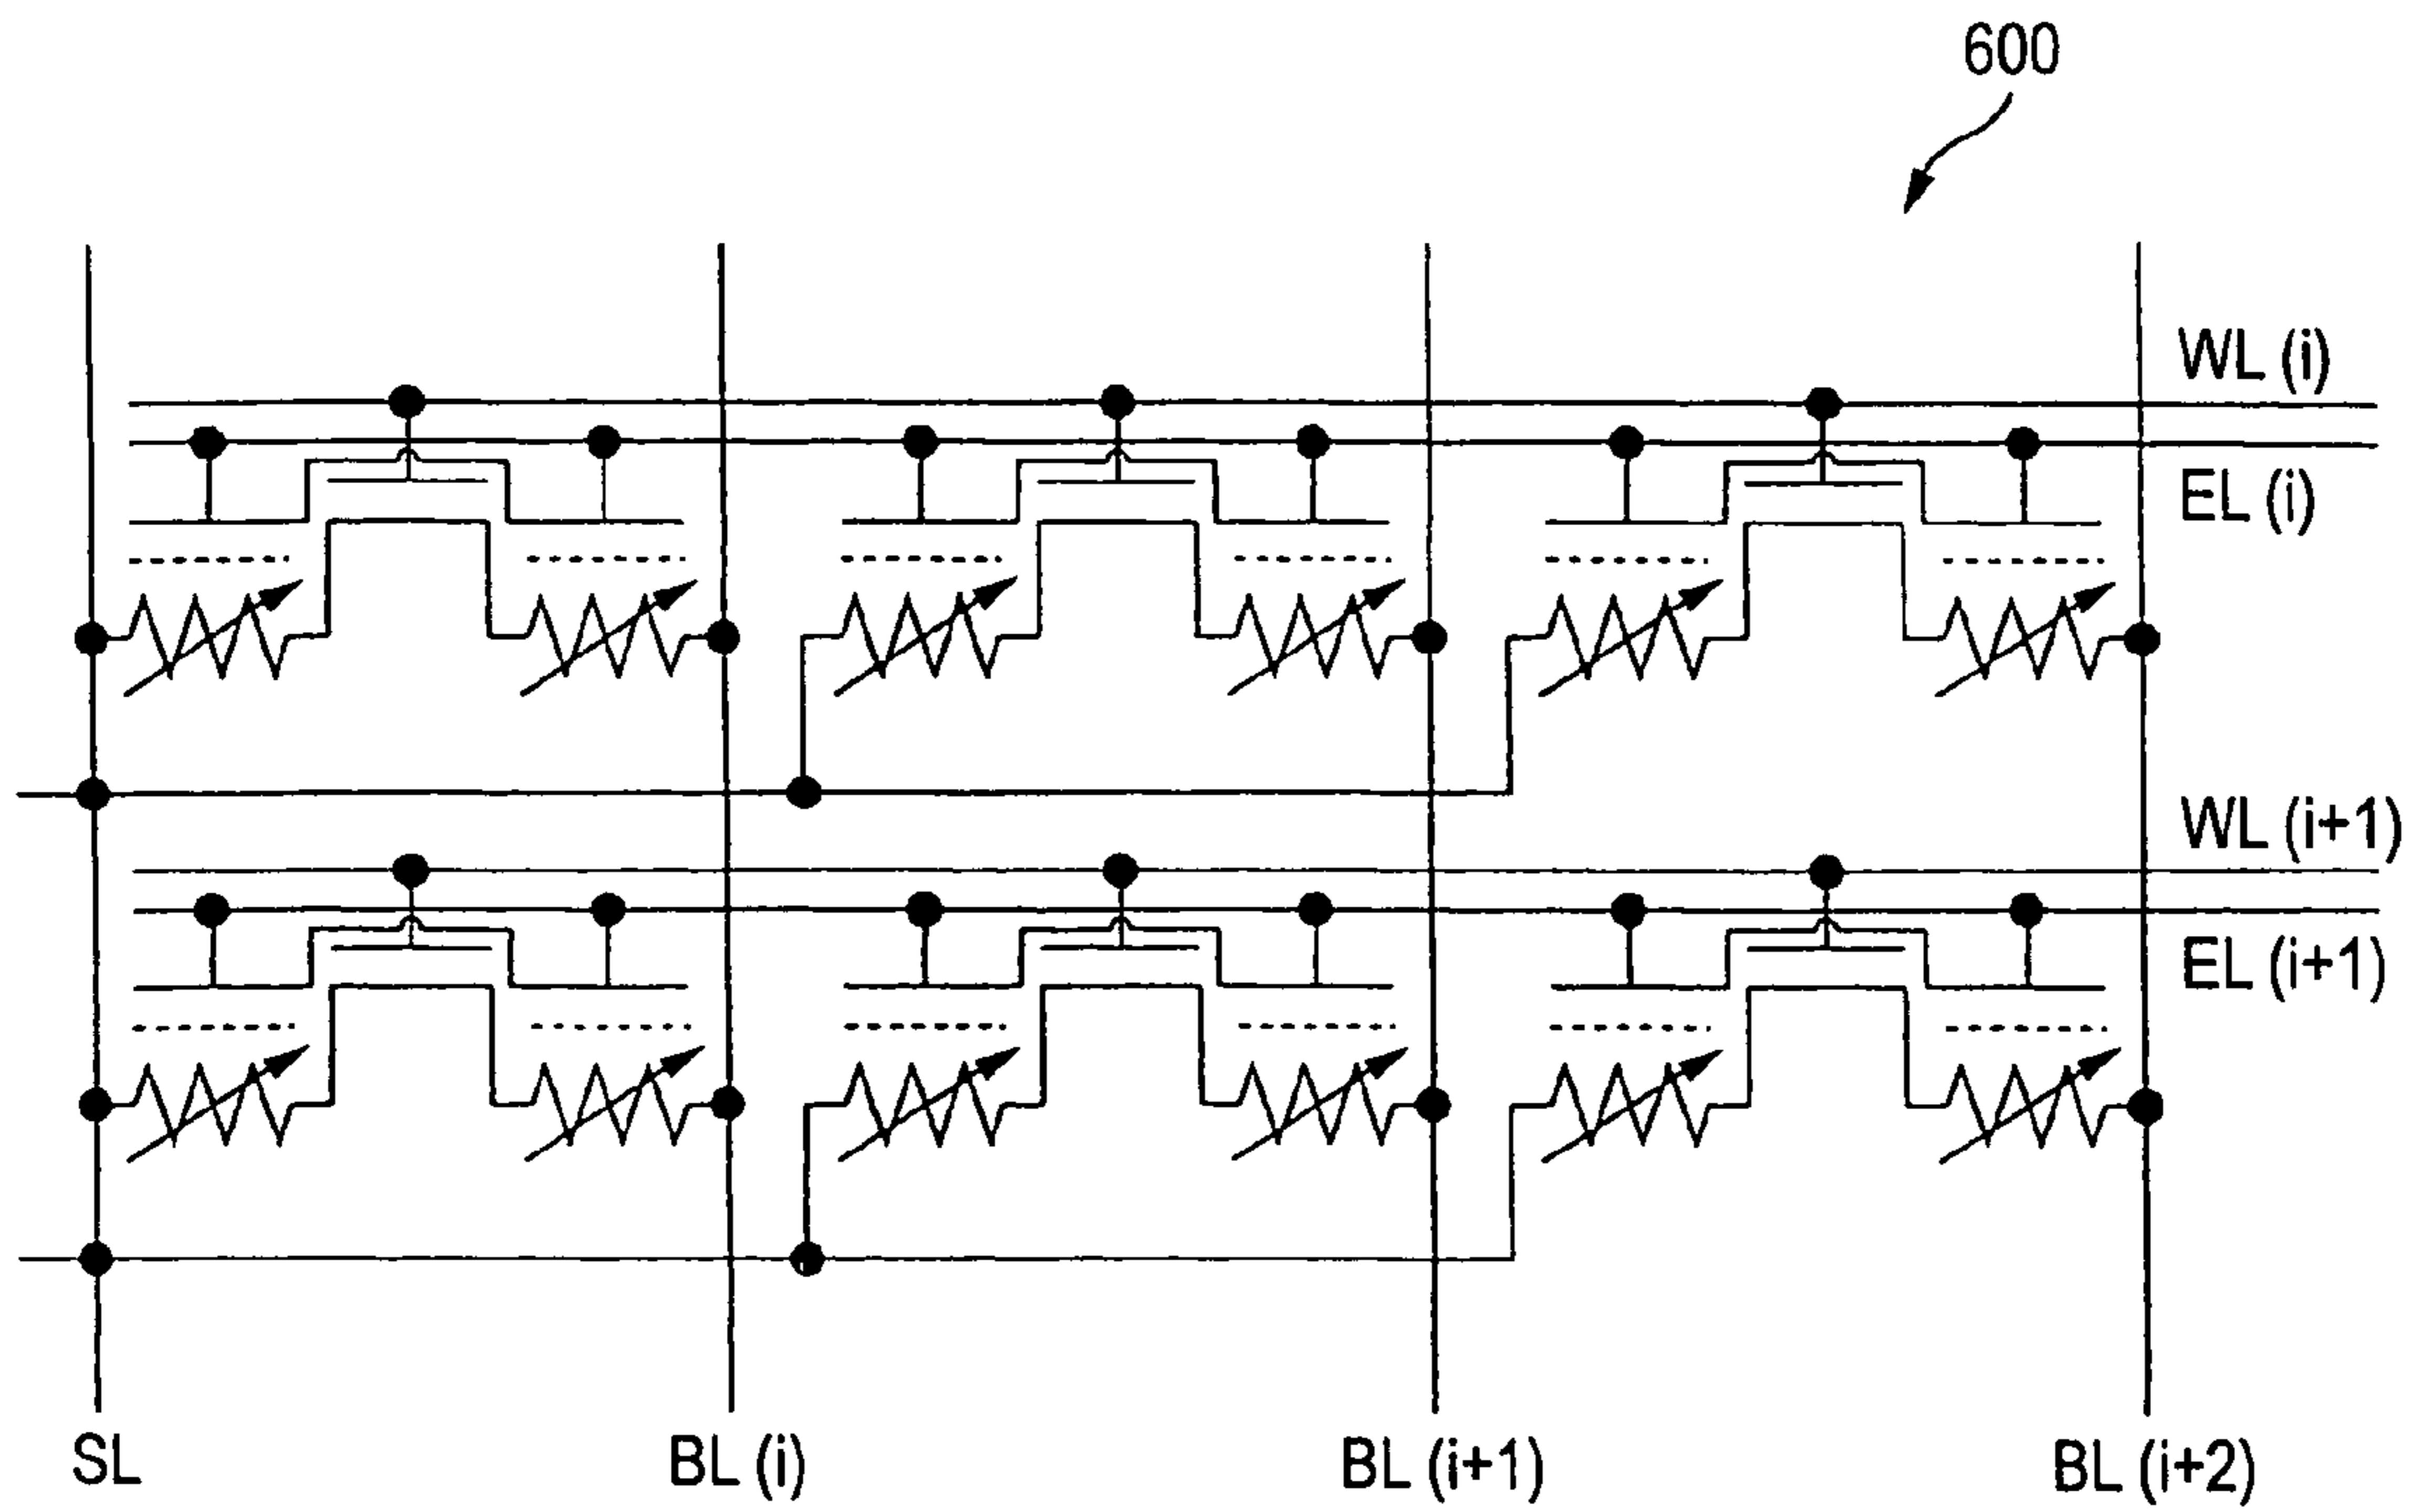 600
WL (i)
EL (i)
WL (i+1)
EL (i+1)
SL
BL (i)
BL (i+1)
BL (i+2)